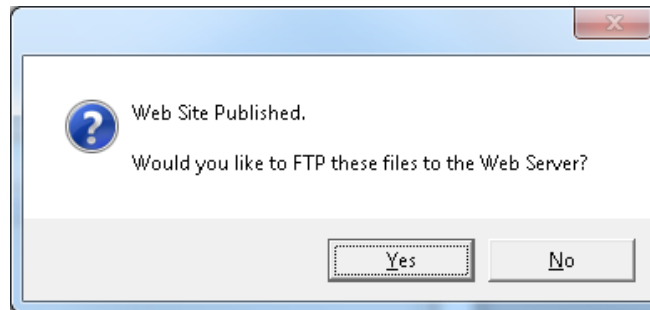 Web Site Published.
Would you like to FTP these files to the Web Server?
Yes
No